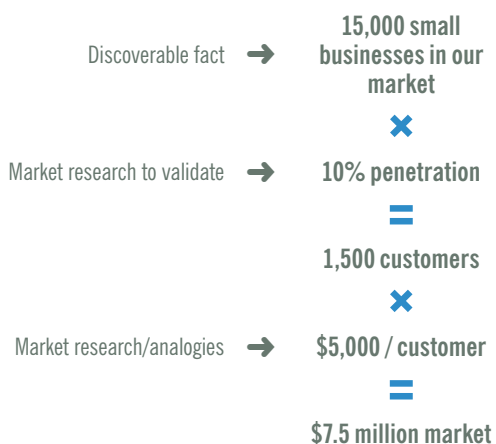 15,000 small
Discoverable fact ➔ businesses in our
market
×
Market research to validate ➔ 10% penetration
=
1,500 customers
×
Market research/analogies ➔ $5,000 / customer
=
$7.5 million market